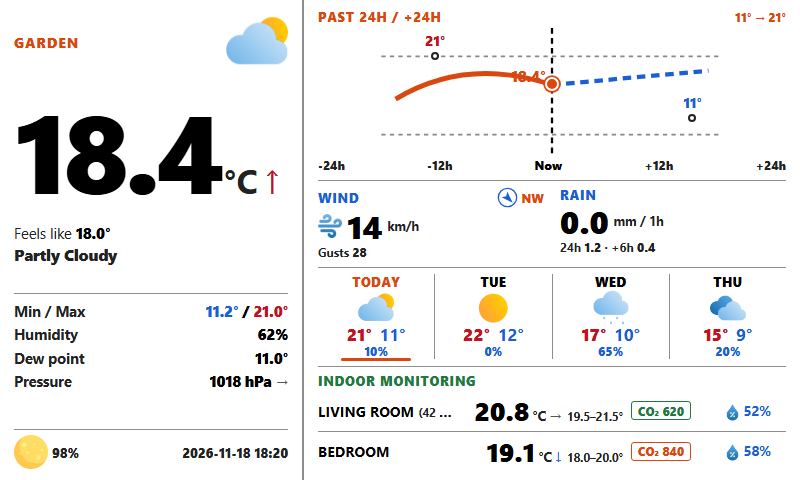 GARDEN
18.4°C ↑
Feels like 18.0°
Partly Cloudy
Min / Max 11.2° / 21.0°
Humidity 62%
Dew point 11.0°
Pressure 1018 hPa →
98% 2026-11-18 18:20
PAST 24H / +24H 11° → 21°
21°
18.4°
11°
-24h -12h Now +12h +24h
WIND NW
14 km/h
Gusts 28
RAIN
0.0 mm / 1h
24h 1.2 · +6h 0.4
TODAY TUE WED THU
21° 11° 22° 12° 17° 10° 15° 9°
10% 0% 65% 20%
INDOOR MONITORING
LIVING ROOM (42 ... 20.8 °C → 19.5–21.5° CO₂ 620 52%
BEDROOM 19.1 °C ↓ 18.0–20.0° CO₂ 840 58%